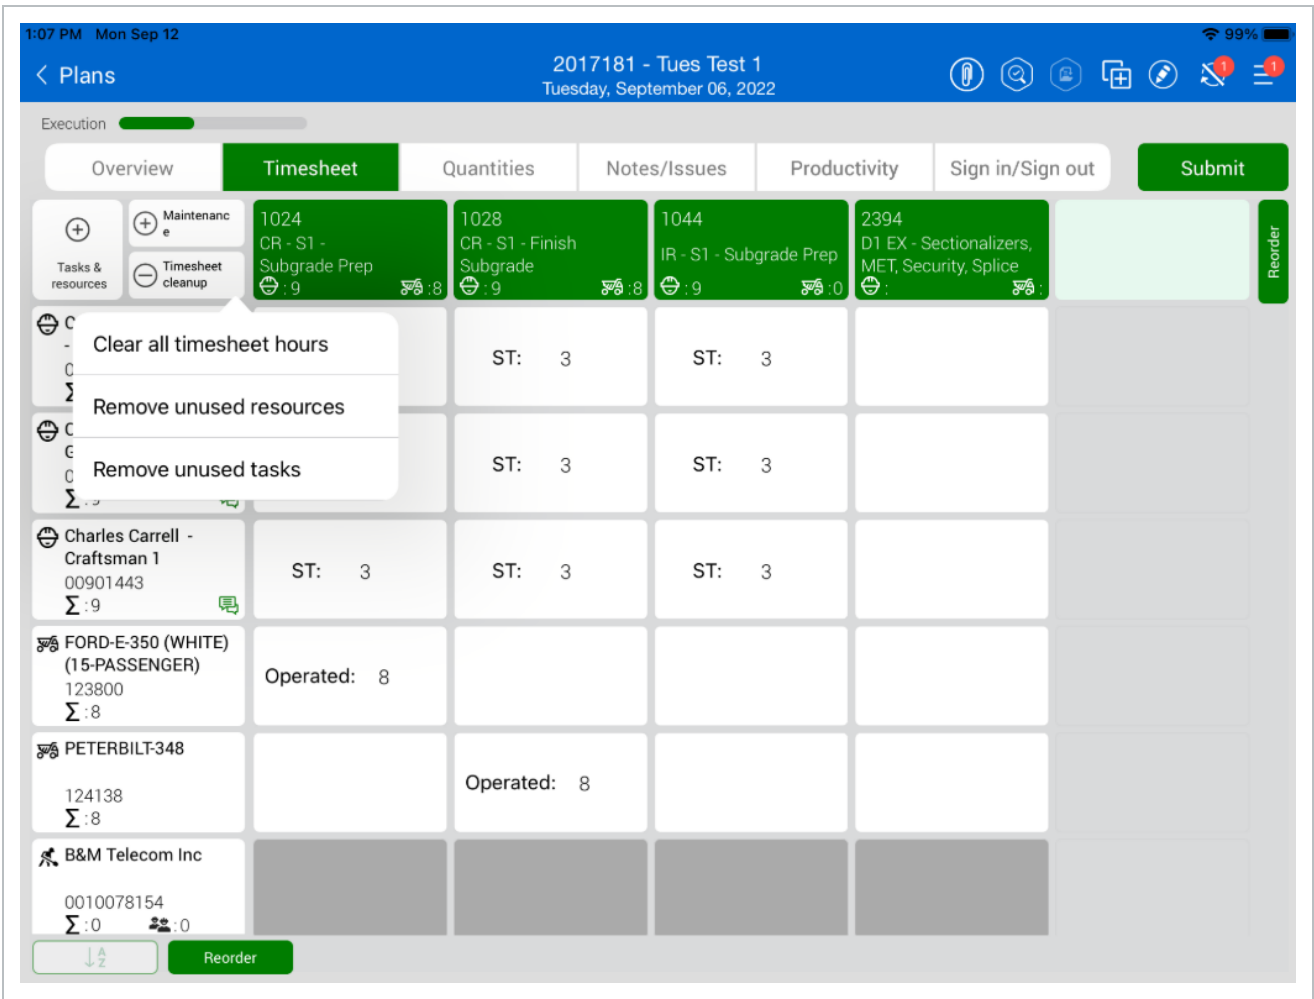 1:07 PM Mon Sep 12
99%
Plans
2017181 - Tues Test 1
Tuesday, September 06, 2022
1
1
Execution
Overview
Timesheet
Quantities
Notes/Issues
Productivity
Sign in/Sign out
Submit
Tasks &
resources
Maintenanc
e
Timesheet
cleanup
1024
CR - S1 -
Subgrade Prep
: 9
:8
1028
CR - S1 - Finish
Subgrade
: 9
:8
1044
IR - S1 - Subgrade Prep
: 9
:0
2394
D1 EX - Sectionalizers,
MET, Security, Splice
:
:
Reorder
Clear all timesheet hours
Remove unused resources
Remove unused tasks
ST: 3
ST: 3
ST: 3
ST: 3
Charles Carrell -
Craftsman 1
00901443
Σ :9
ST: 3
ST: 3
ST: 3
FORD-E-350 (WHITE)
(15-PASSENGER)
123800
Σ :8
Operated: 8
PETERBILT-348
124138
Σ :8
Operated: 8
B&M Telecom Inc
0010078154
Σ :0 :0
A
Z
Reorder